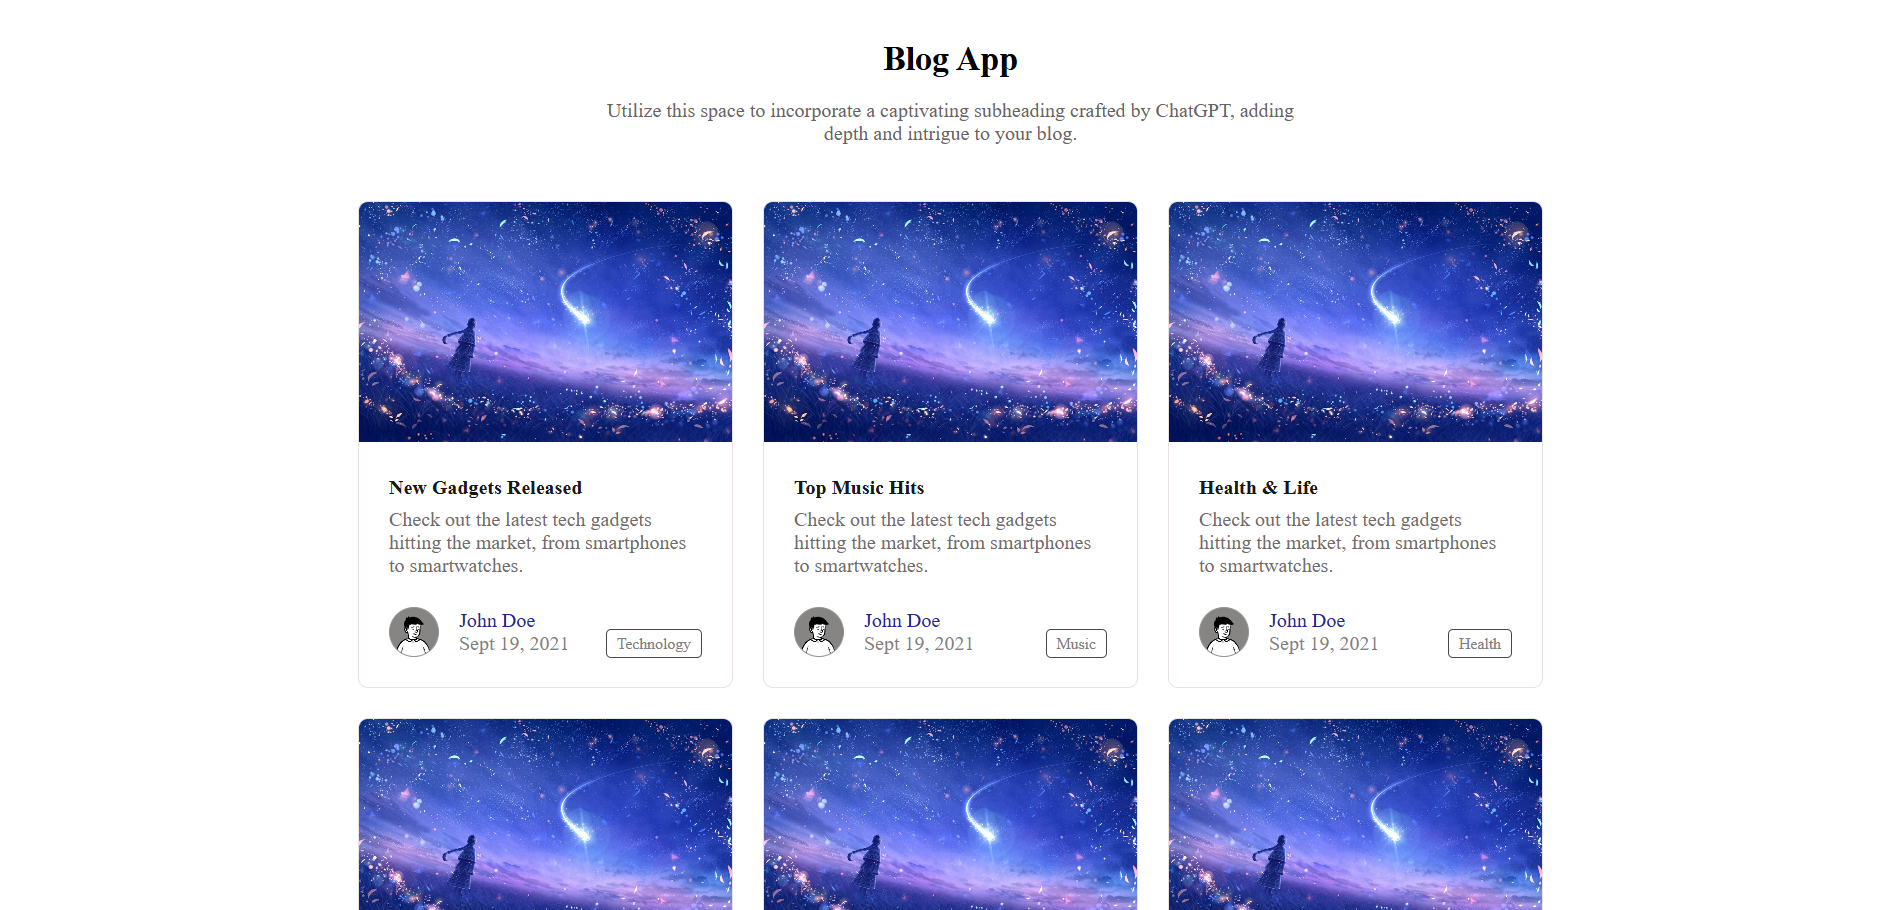 Blog App
Utilize this space to incorporate a captivating subheading crafted by ChatGPT, adding
depth and intrigue to your blog.
New Gadgets Released
Check out the latest tech gadgets
hitting the market, from smartphones
to smartwatches.
John Doe
Sept 19, 2021
Technology
Top Music Hits
Check out the latest tech gadgets
hitting the market, from smartphones
to smartwatches.
John Doe
Sept 19, 2021
Music
Health & Life
Check out the latest tech gadgets
hitting the market, from smartphones
to smartwatches.
John Doe
Sept 19, 2021
Health